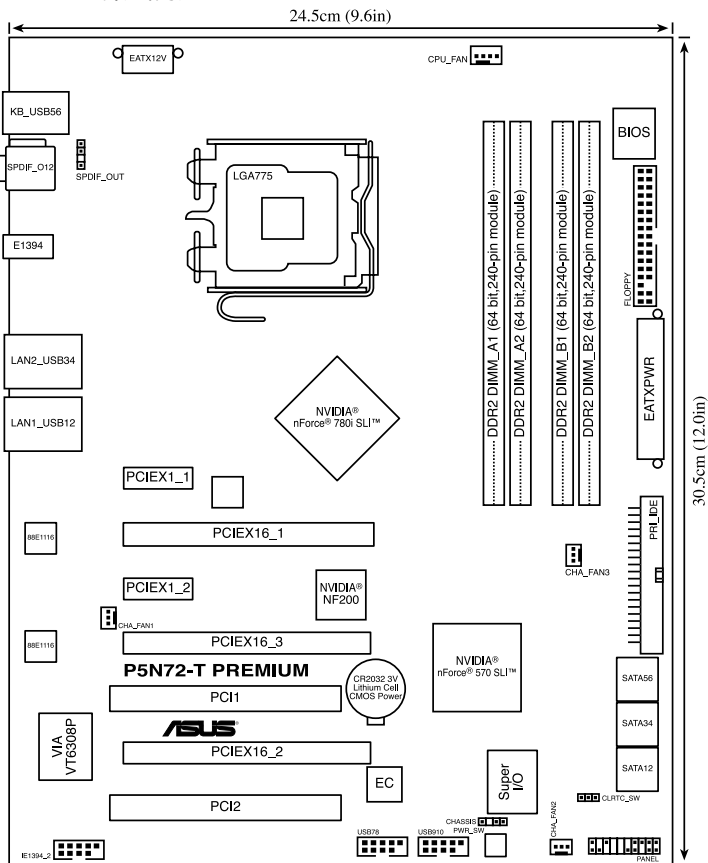 24.5cm (9.6in)
EATX12V
CPU_FAN
KB_USB56
BIOS
SPDIF_O12
SPDIF_OUT
LGA775
DDR2 DIMM_A1 (64 bit,240-pin module)
DDR2 DIMM_A2 (64 bit,240-pin module)
DDR2 DIMM_B1 (64 bit,240-pin module)
DDR2 DIMM_B2 (64 bit,240-pin module)
FLOPPY
E1394
LAN2_USB34
EATXPWR
LAN1_USB12
NVIDIA®
nForce® 780i SLI™
30.5cm (12.0in)
PCIEX1_1
88E1116
PCIEX16_1
PRI_IDE
CHA_FAN3
PCIEX1_2
NVIDIA®
NF200
CHA_FAN1
88E1116
PCIEX16_3
P5N72-T PREMIUM
CR2032 3V
Lithium Cell
CMOS Power
NVIDIA®
nForce® 570 SLI™
SATA56
PCI1
ASUS®
SATA34
VIA
VT6308P
PCIEX16_2
EC
Super
I/O
SATA12
PCI2
CLRTC_SW
CHASSIS
PWR_SW
CHA_FAN2
USB78
USB910
IE1394_2
PANEL